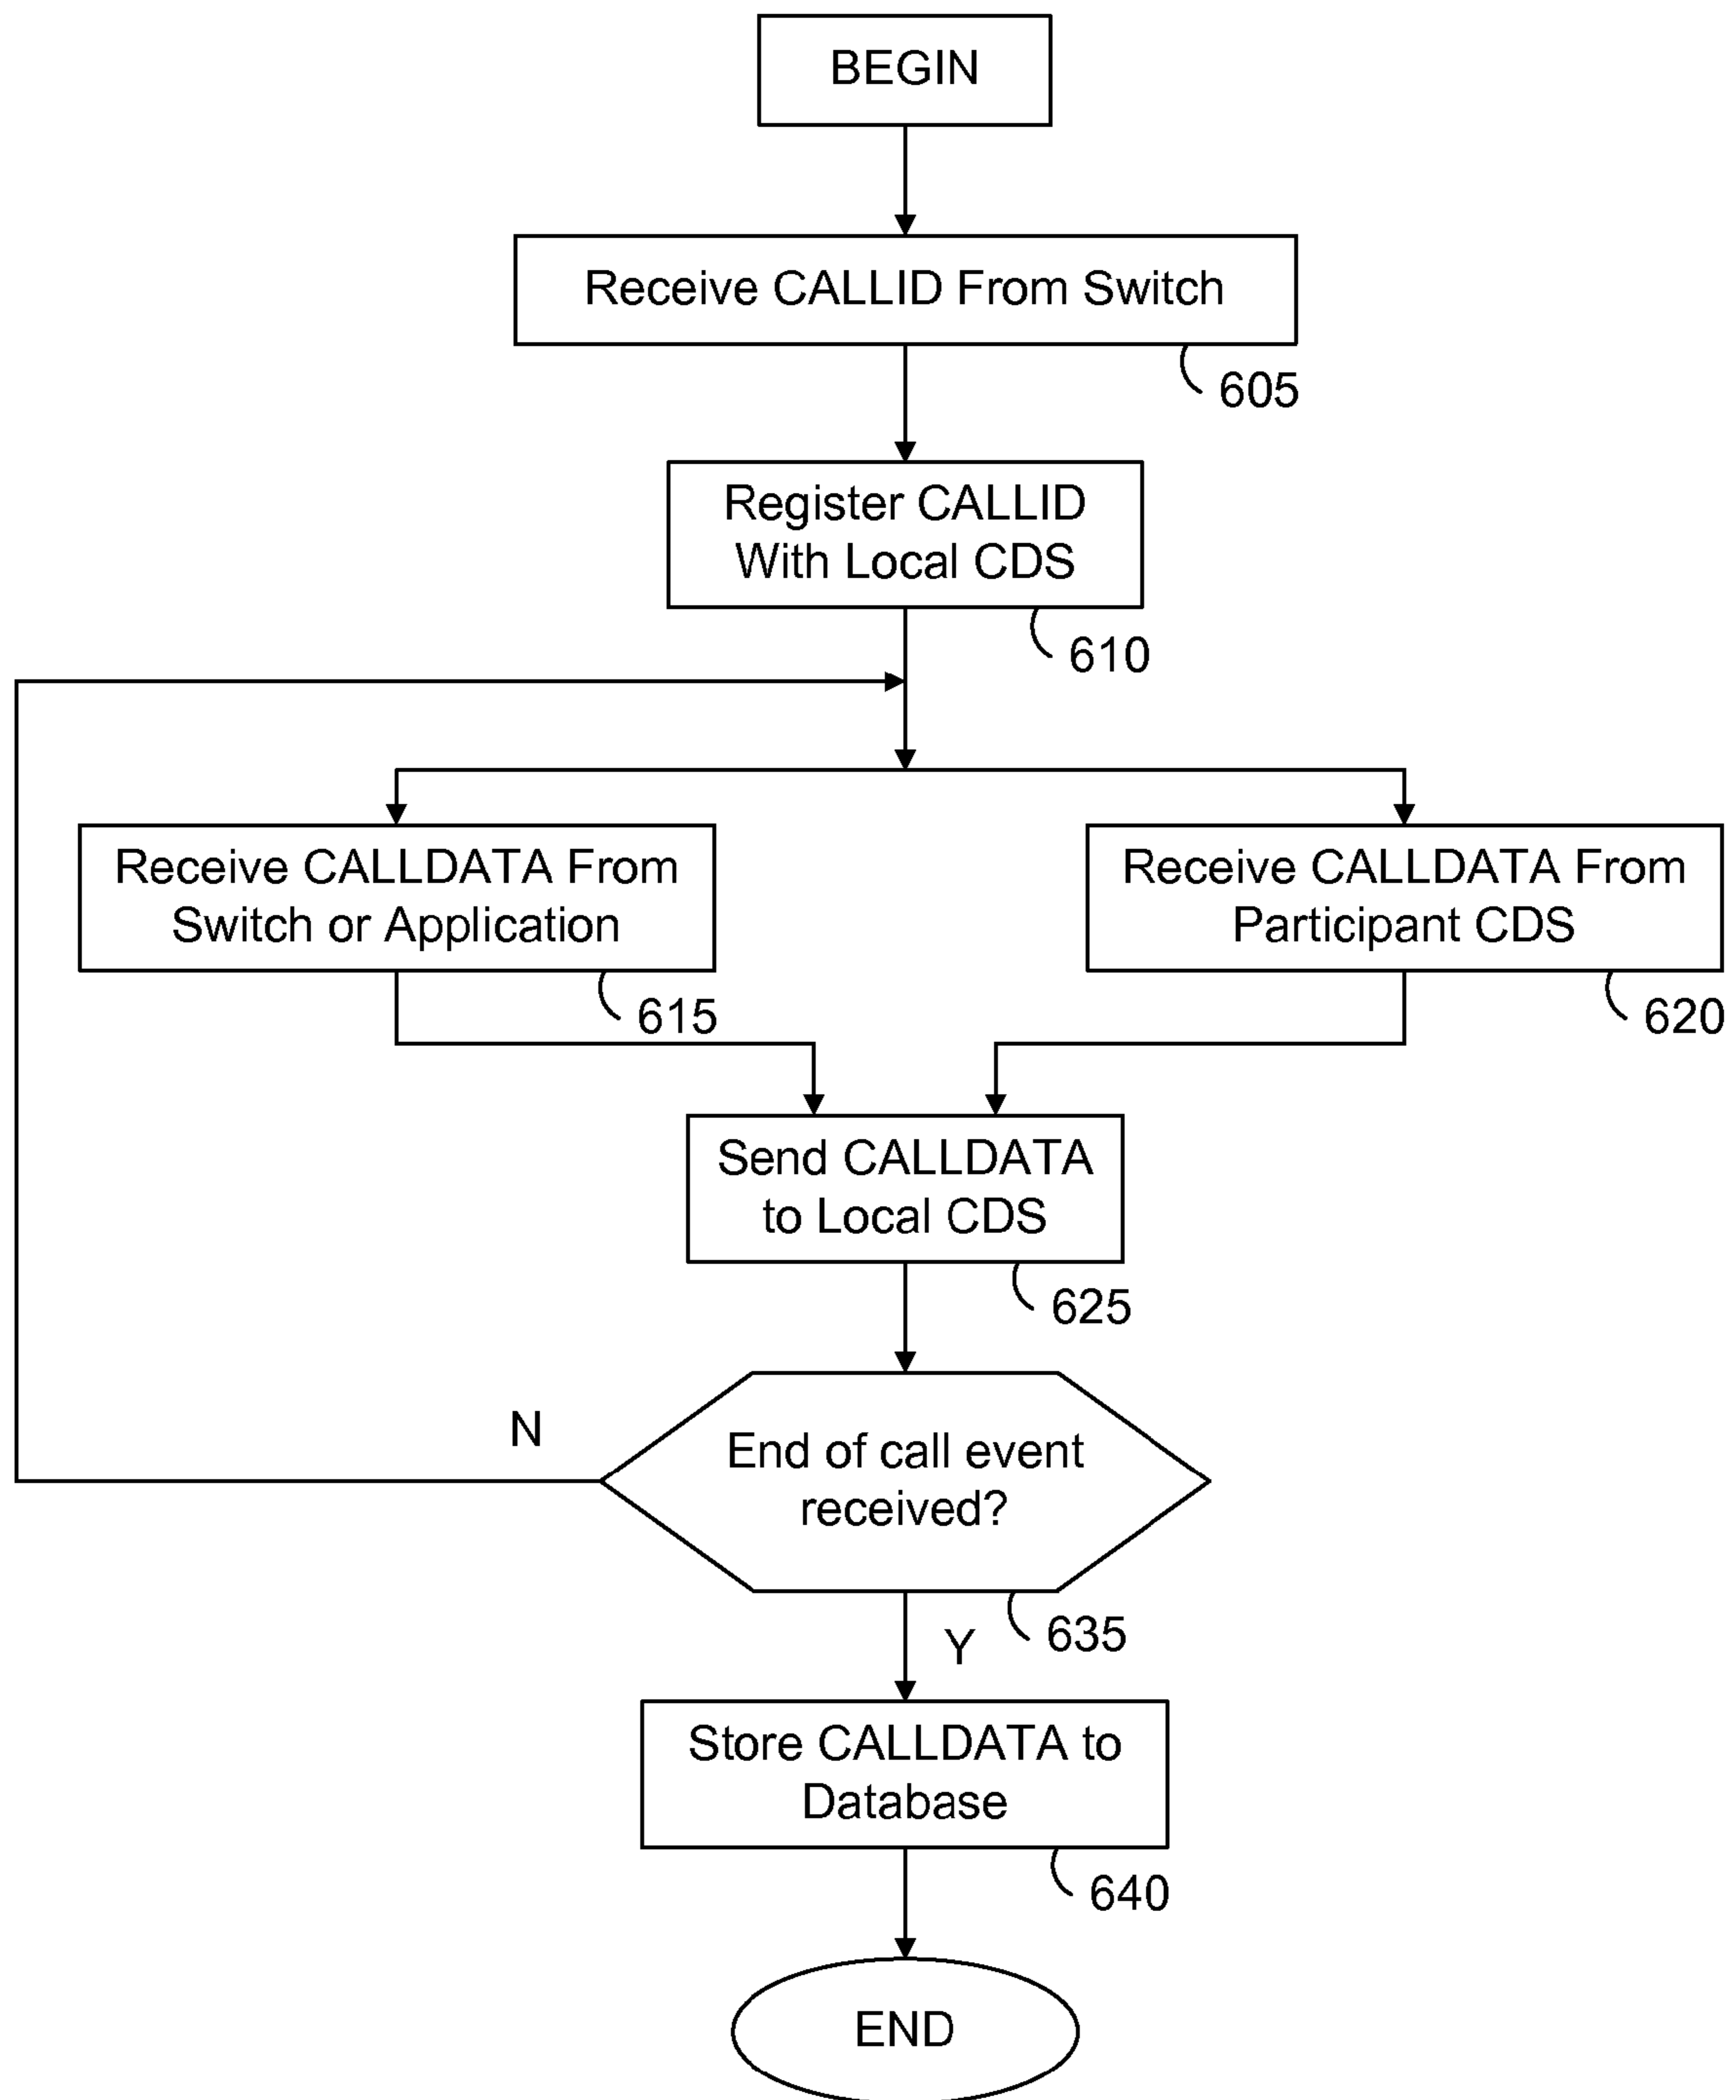 BEGIN
Receive CALLID From Switch
605
Register CALLID
With Local CDS
610
Receive CALLDATA From
Switch or Application
615
Receive CALLDATA From
Participant CDS
620
Send CALLDATA
to Local CDS
625
N
End of call event
received?
635
Y
Store CALLDATA to
Database
640
END